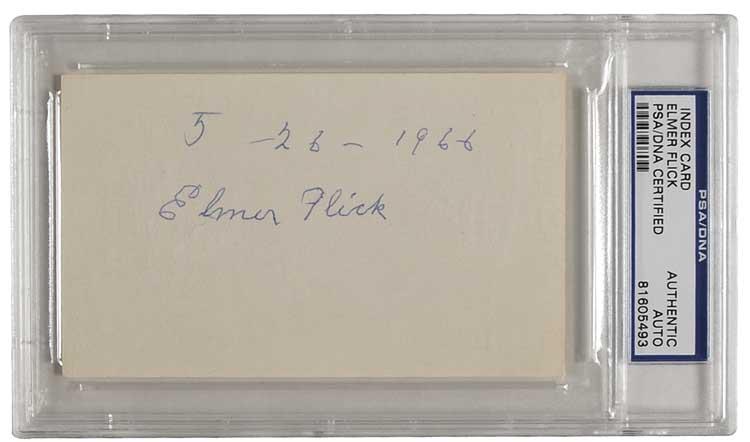 5 - 26 - 1966
Elmer Flick
INDEX CARD
ELMER FLICK
PSA/DNA CERTIFIED
AUTHENTIC
AUTO
81605493
PSA/DNA